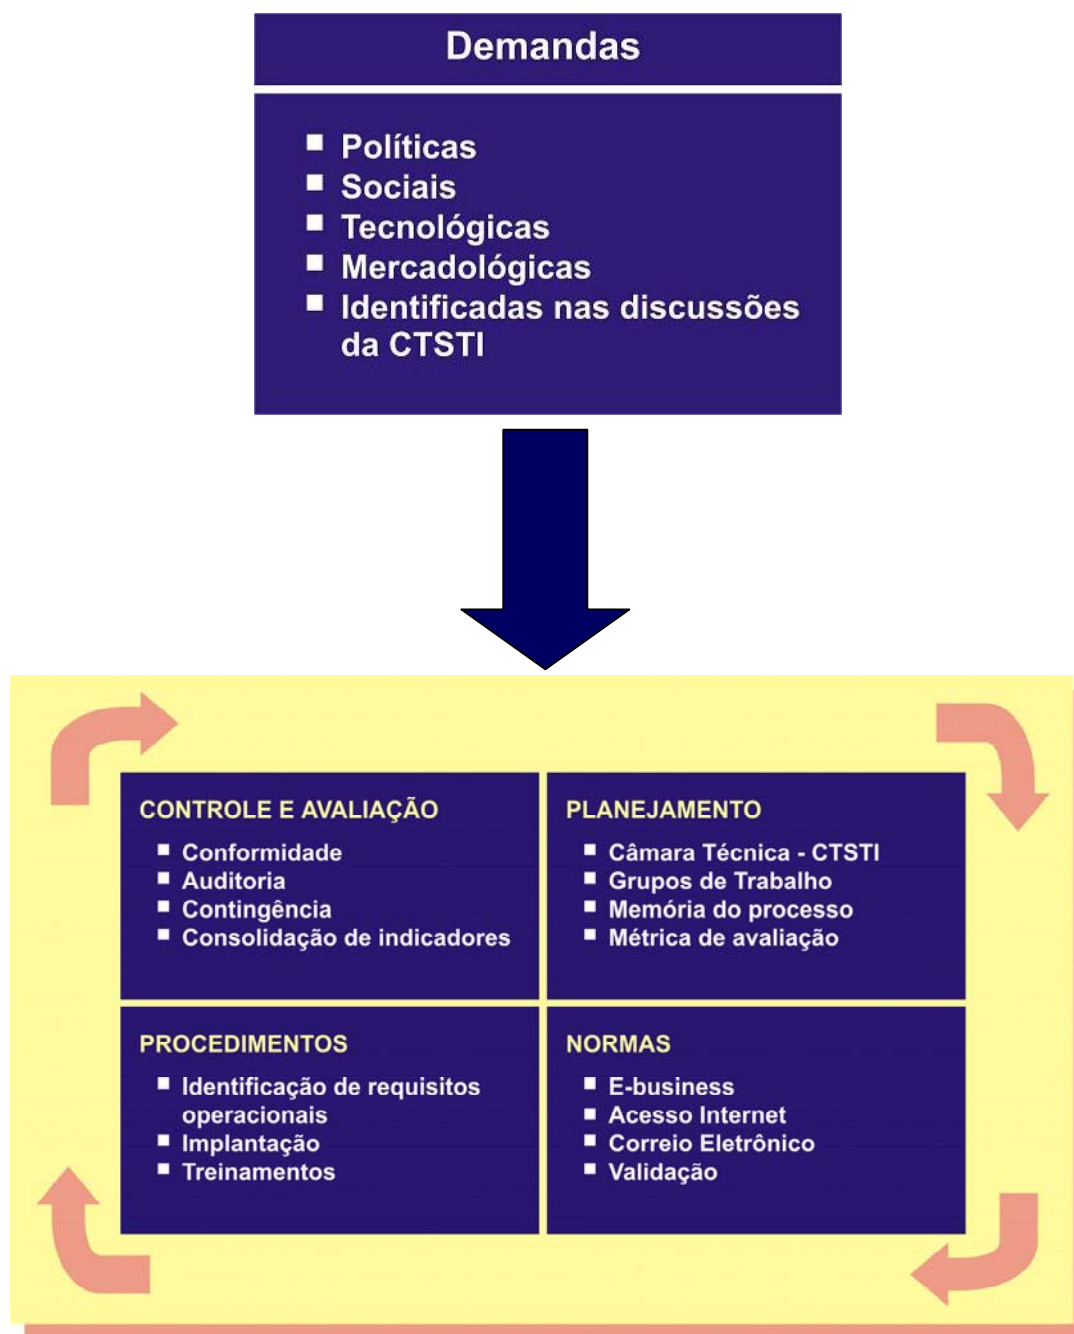 Demandas
Políticas
Sociais
Tecnológicas
Mercadológicas
Identificadas nas discussões
da CTSTI
CONTROLE E AVALIAÇÃO
Conformidade
Auditoria
Contingência
Consolidação de indicadores
PLANEJAMENTO
Câmara Técnica - CTSTI
Grupos de Trabalho
Memória do processo
Métrica de avaliação
PROCEDIMENTOS
Identificação de requisitos
operacionais
Implantação
Treinamentos
NORMAS
E-business
Acesso Internet
Correio Eletrônico
Validação